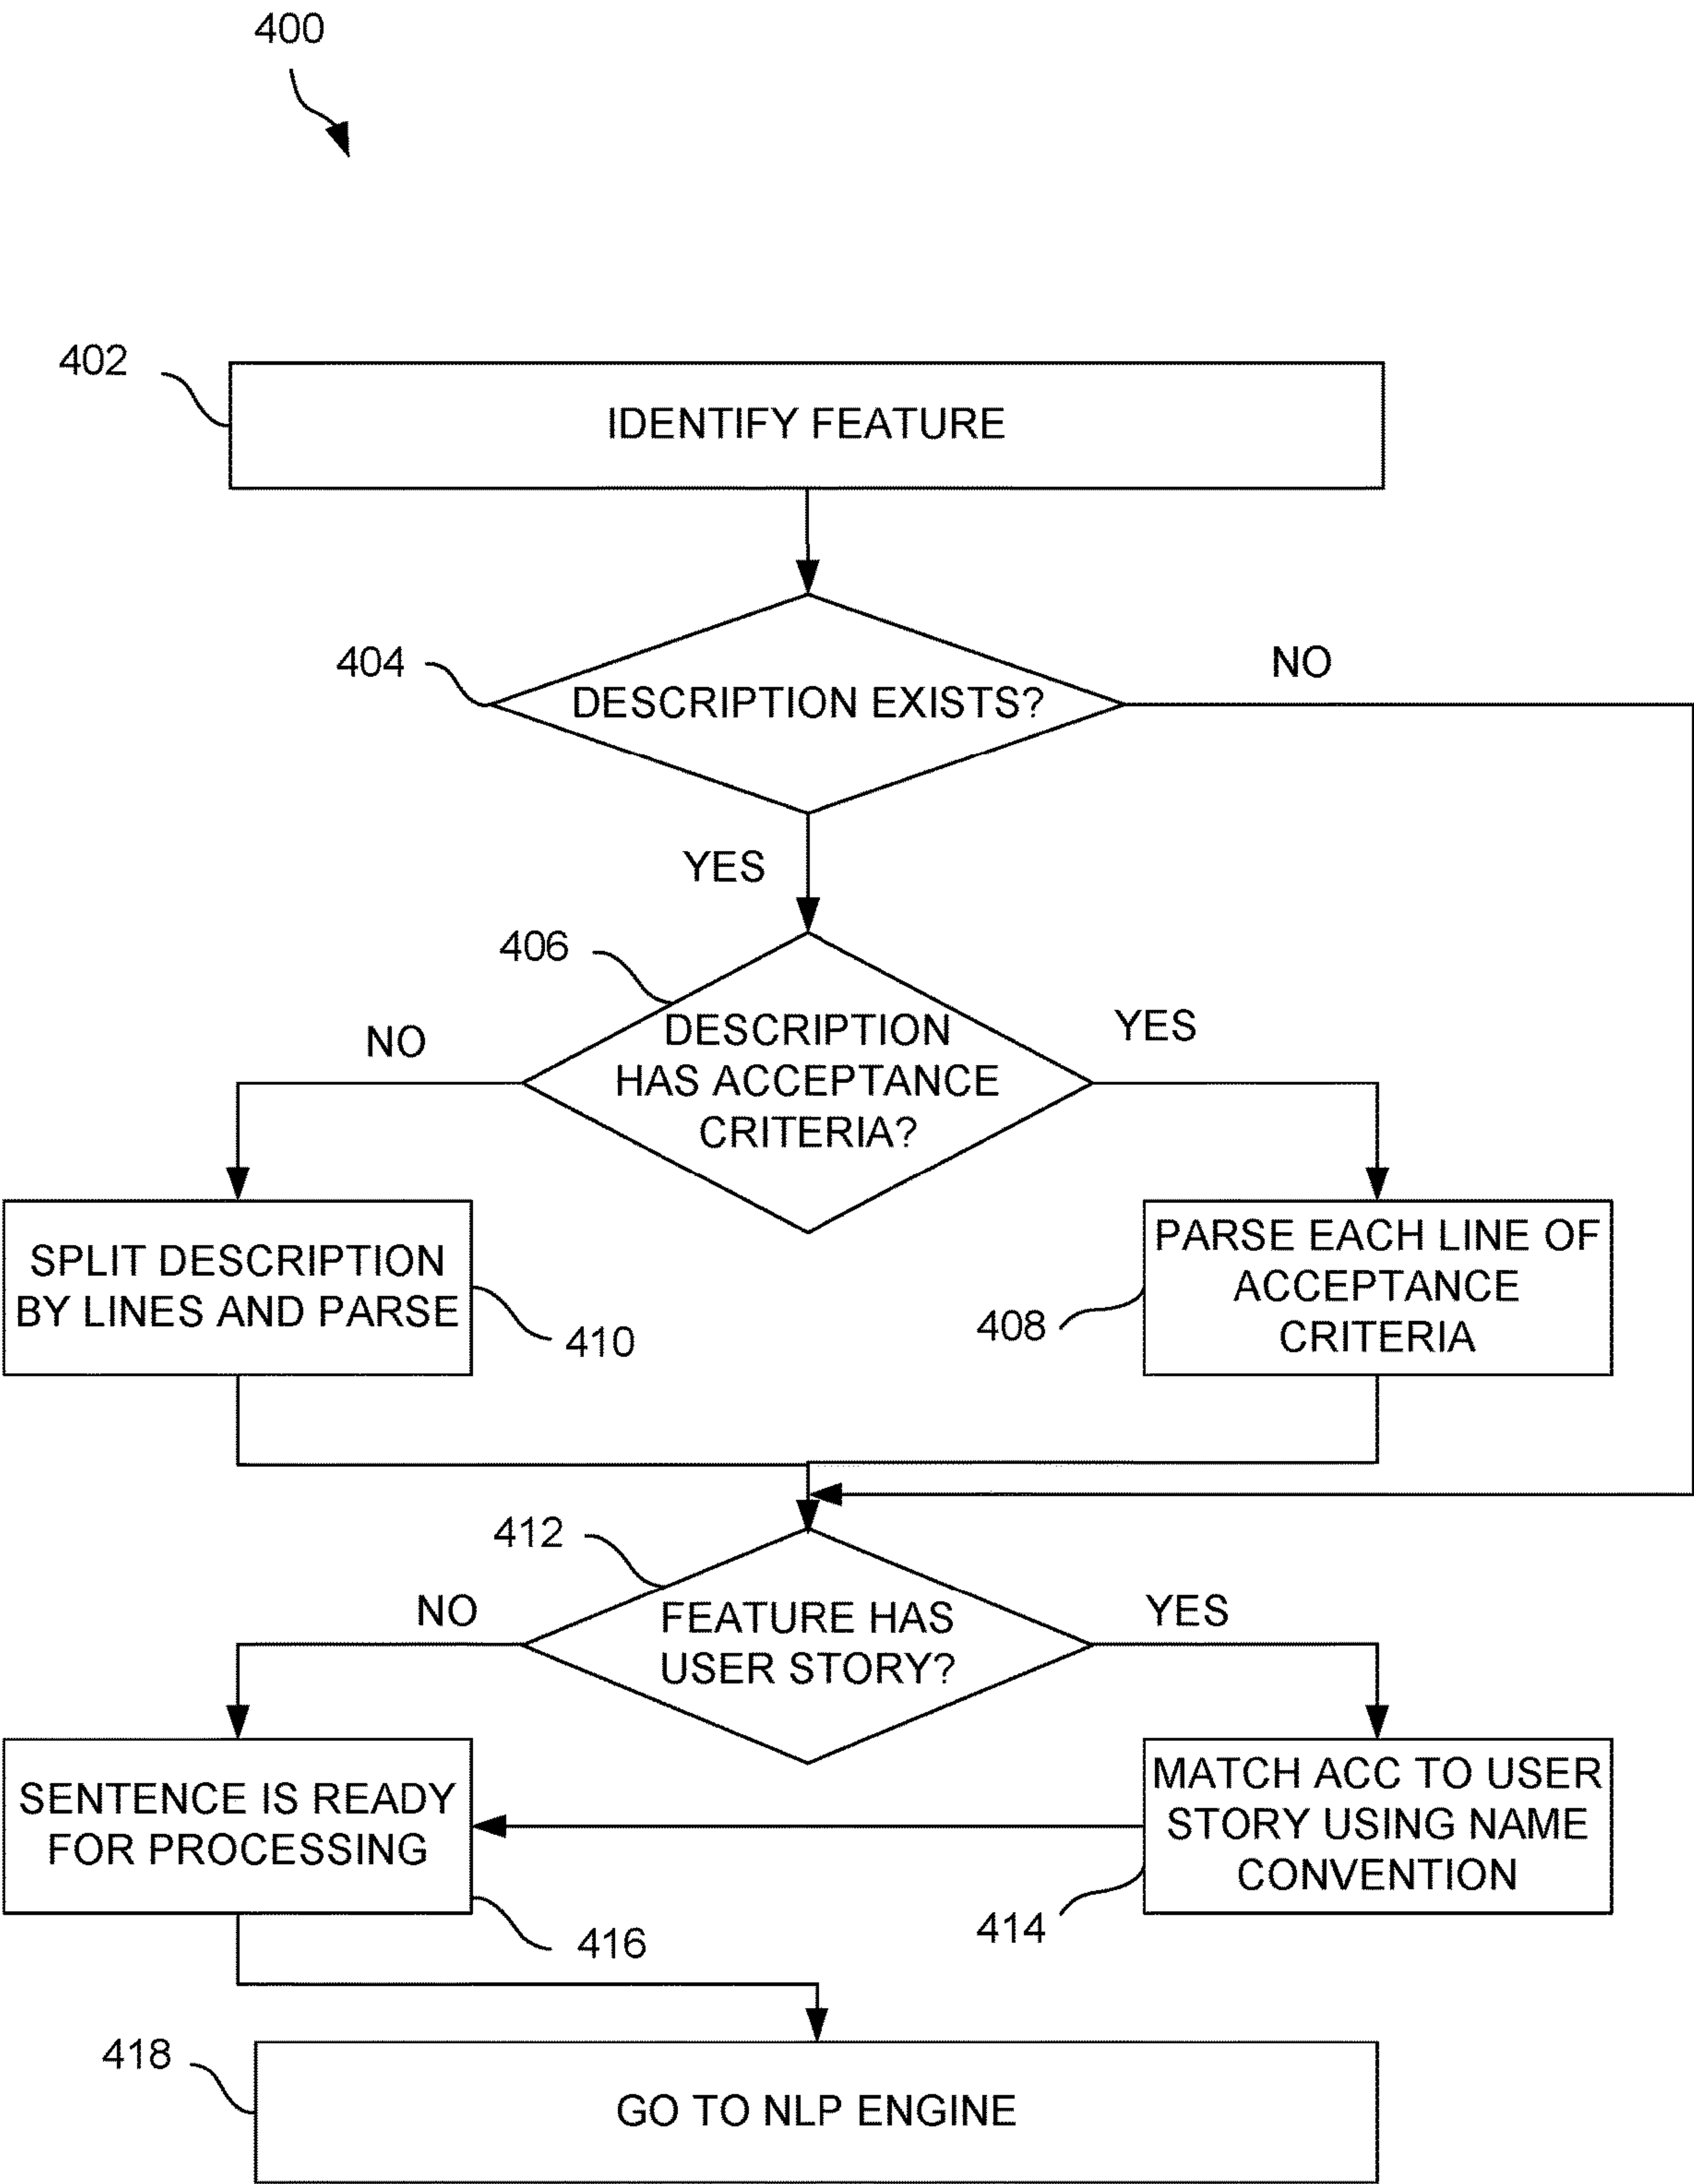 400
402
IDENTIFY FEATURE
404
DESCRIPTION EXISTS?
NO
YES
406
DESCRIPTION
HAS ACCEPTANCE
CRITERIA?
NO
YES
SPLIT DESCRIPTION
BY LINES AND PARSE
410
PARSE EACH LINE OF
ACCEPTANCE
CRITERIA
408
412
FEATURE HAS
USER STORY?
NO
YES
SENTENCE IS READY
FOR PROCESSING
416
MATCH ACC TO USER
STORY USING NAME
CONVENTION
414
418
GO TO NLP ENGINE